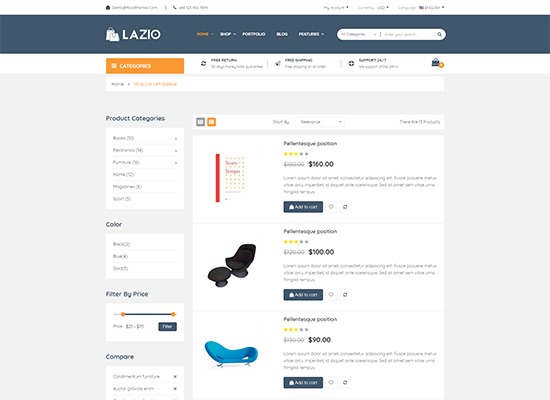 Demo@RoadThemes.Com
+68 123 456 7899
My Account
Currency: USD
Language: ENGLISH
LAZIO
HOME
SHOP
PORTFOLIO
BLOG
FEATURES
All Categories
Enter your search...
CATEGORIES
FREE RETURN
30 days money back guarantee!
FREE SHIPPING
Free shipping on all order
SUPPORT 24/7
We support online 24hrs
Home > Shop List Left Sidebar
Product Categories
Books (10)
Electronics (14)
Furniture (16)
Home (12)
Magazines (8)
Sport (5)
Color
Black(2)
Blue(4)
Gold(5)
Filter By Price
Price: $20 - $115
Filter
Compare
Condimentum furniture
Auctor gravida enim
Short By:
Relevance
There Are 13 Products.
Team
Tempo
Pellentesque position
$160.00
Lorem ipsum dolor sit amet, consectetur adipiscing elit. Fusce posuere metus
vitae arcu imperdiet, id aliquet ante scelerisque. Sed sit amet sem vitae urna
fringilla tempus.
Add to cart
Pellentesque position
$120.00 $100.00
Lorem ipsum dolor sit amet, consectetur adipiscing elit. Fusce posuere metus
vitae arcu imperdiet, id aliquet ante scelerisque. Sed sit amet sem vitae urna
fringilla tempus.
Add to cart
Pellentesque position
$90.00
Lorem ipsum dolor sit amet, consectetur adipiscing elit. Fusce posuere metus
vitae arcu imperdiet, id aliquet ante scelerisque. Sed sit amet sem vitae urna
fringilla tempus.
Add to cart